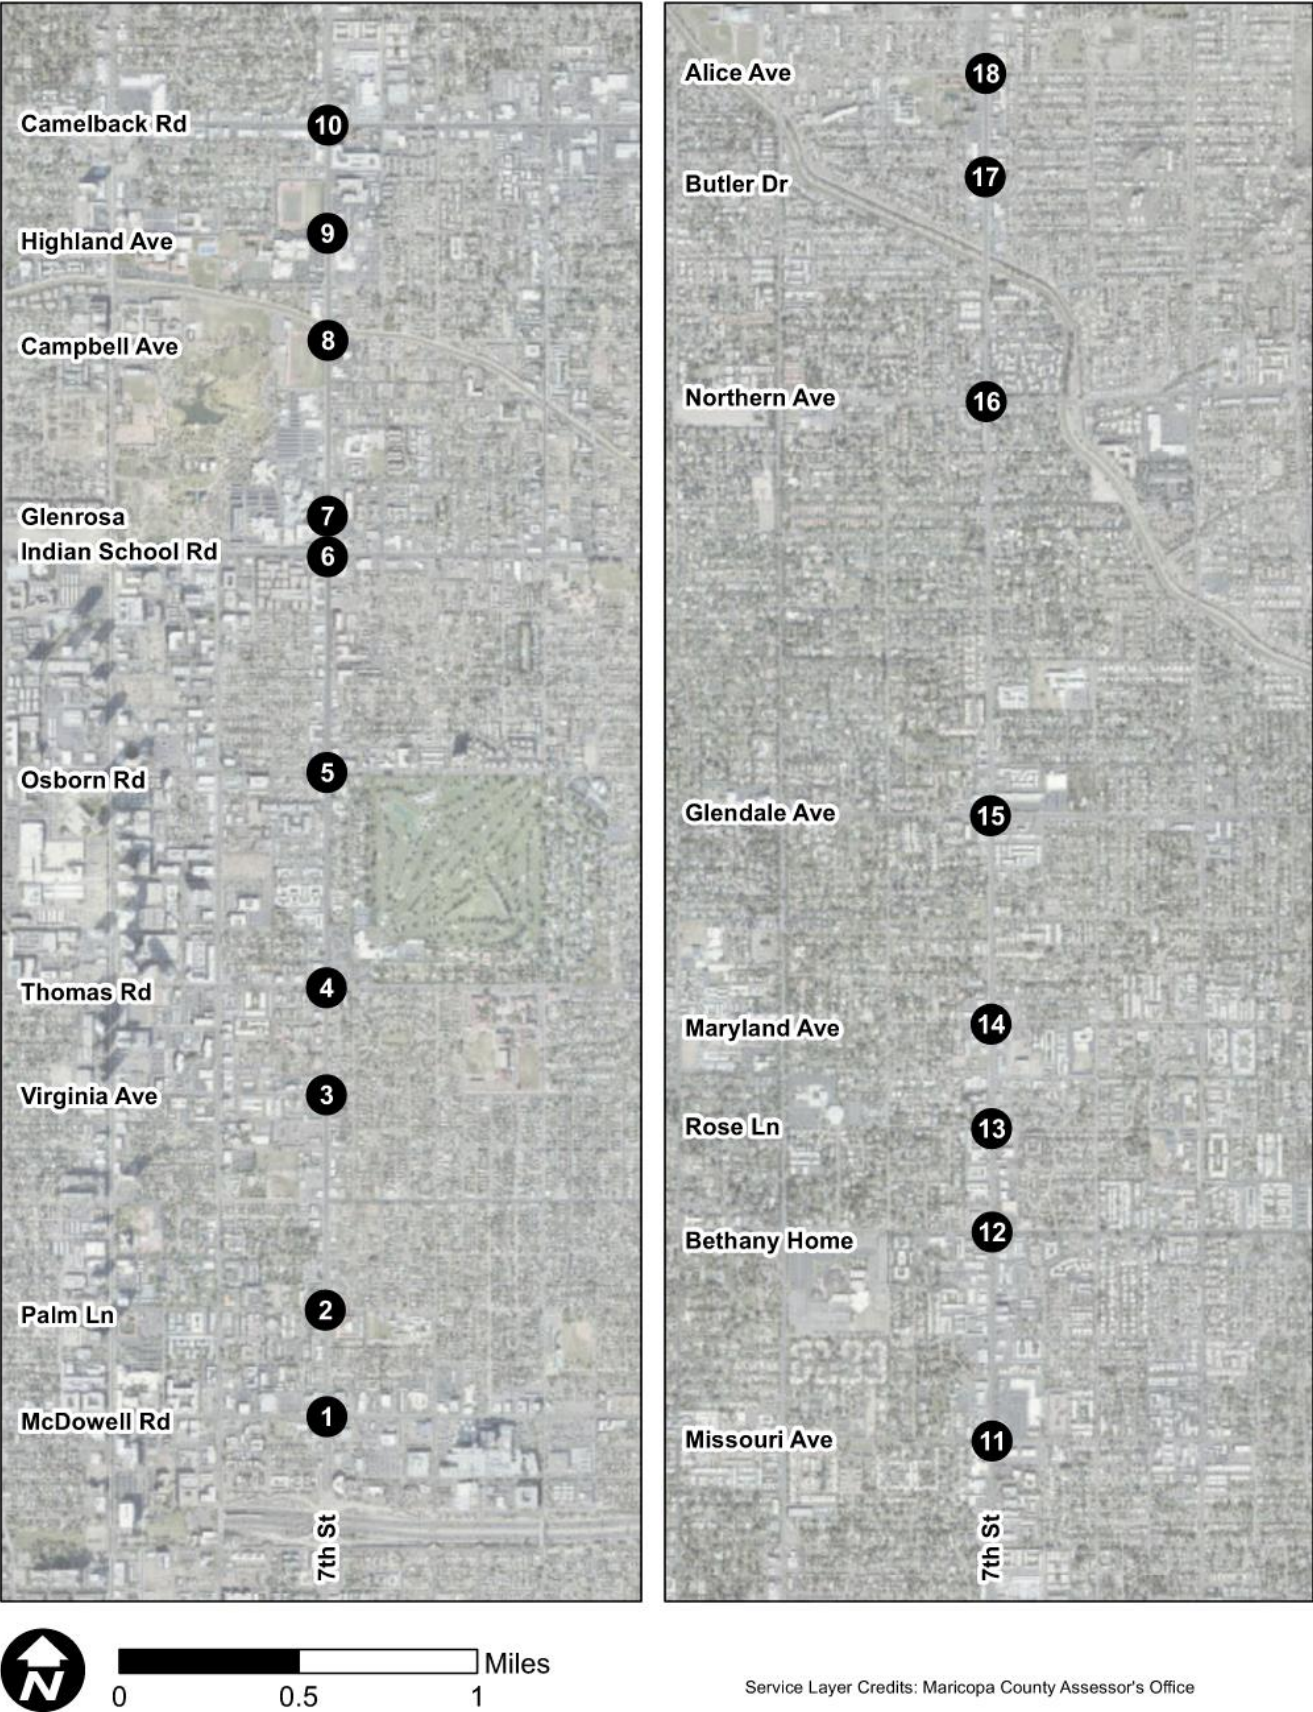 Camelback Rd 10
Highland Ave 9
Campbell Ave 8
Glenrosa 7
Indian School Rd 6
Osborn Rd 5
Thomas Rd 4
Virginia Ave 3
Palm Ln 2
McDowell Rd 1
7th St
Alice Ave 18
Butler Dr 17
Northern Ave 16
Glendale Ave 15
Maryland Ave 14
Rose Ln 13
Bethany Home 12
Missouri Ave 11
7th St
N
Miles
0 0.5 1
Service Layer Credits: Maricopa County Assessor's Office